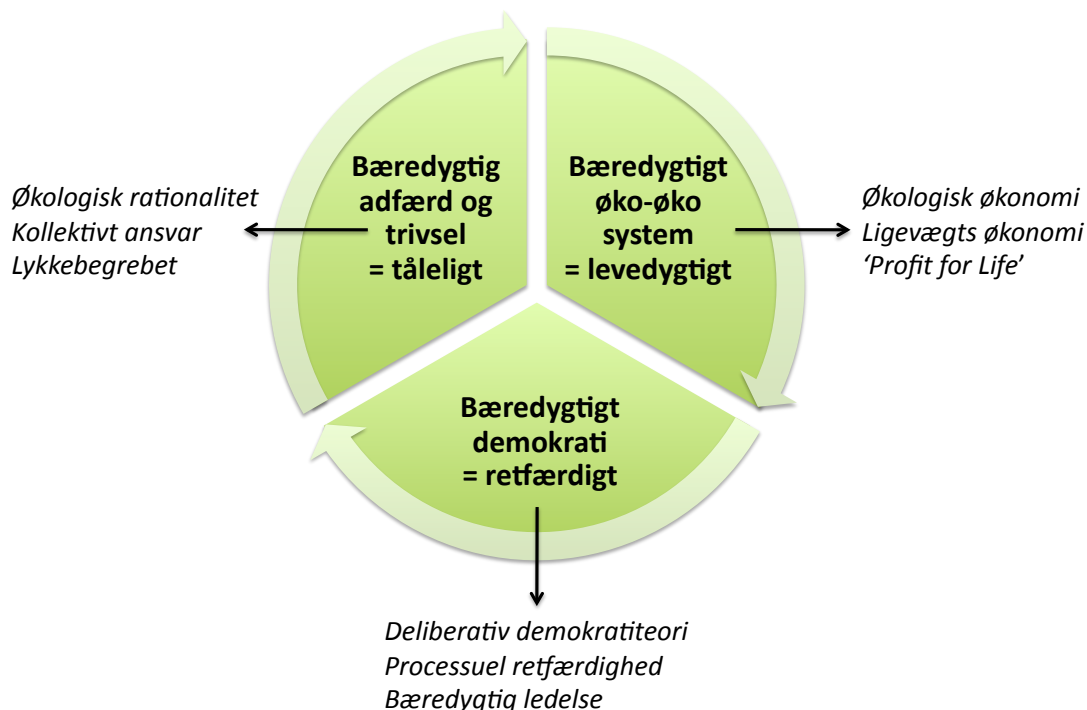 Bæredygtig
adfærd og
trivsel
= tåleligt
Bæredygtigt
øko-øko
system
= levedygtigt
Økologisk rationalitet
Kollektivt ansvar
Lykkebegrebet
Økologisk økonomi
Ligevægts økonomi
‘Profit for Life’
Bæredygtigt
demokrati
= retfærdigt
Deliberativ demokratiteori
Processuel retfærdighed
Bæredygtig ledelse